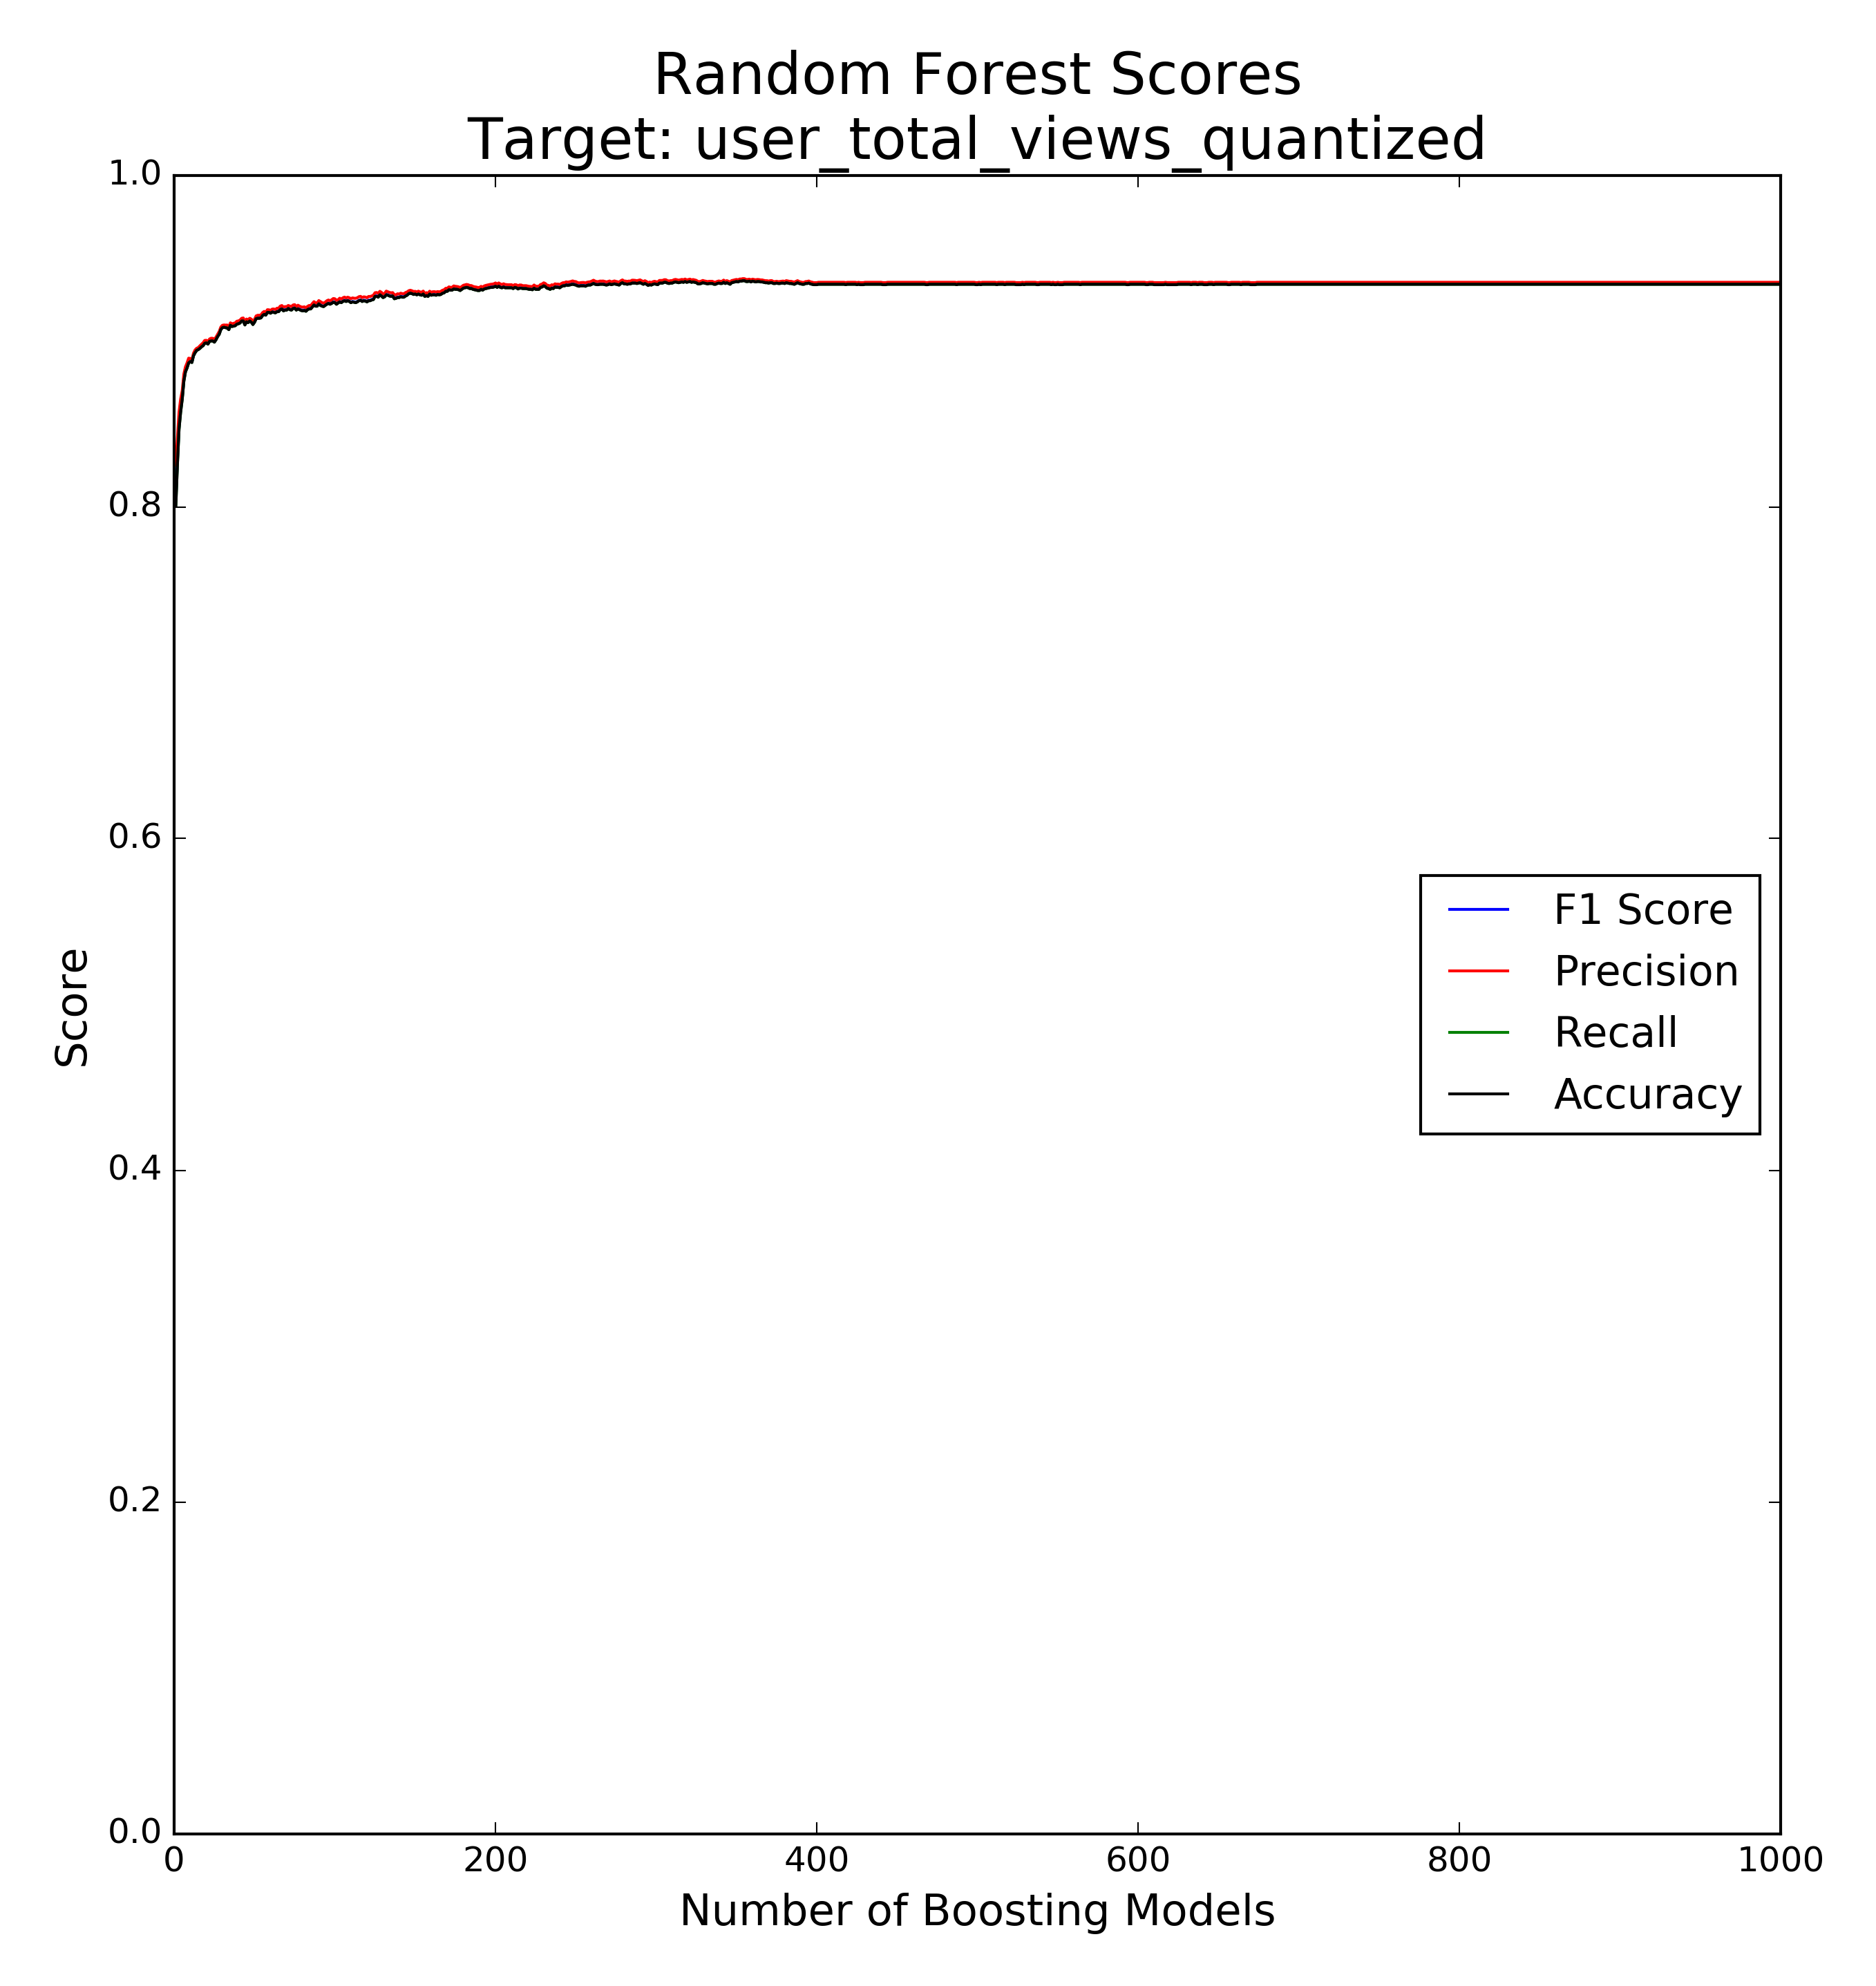 Random Forest Scores
Target: user_total_views_quantized
1.0
0.8
0.6
0.4
0.2
0.0
Score
F1 Score
Precision
Recall
Accuracy
0 200 400 600 800 1000
Number of Boosting Models